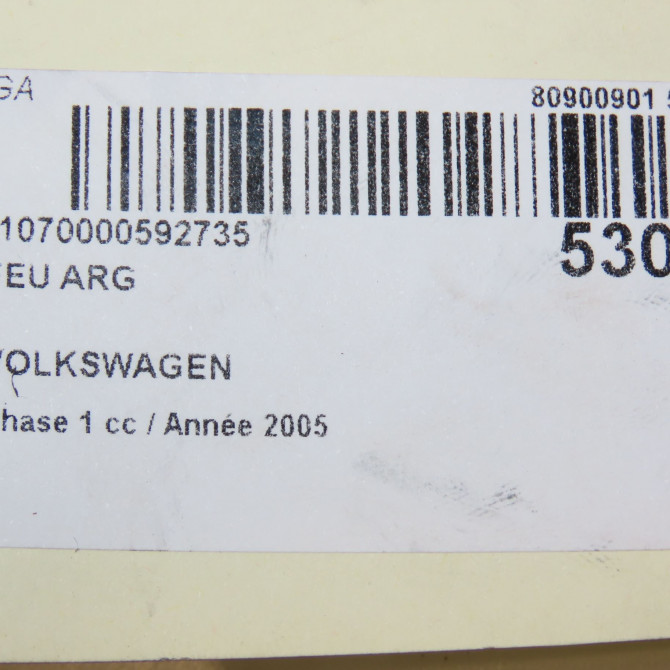 GA 80900901
1070000592735
530
FEU ARG
VOLKSWAGEN
hase 1 cc / Année 2005